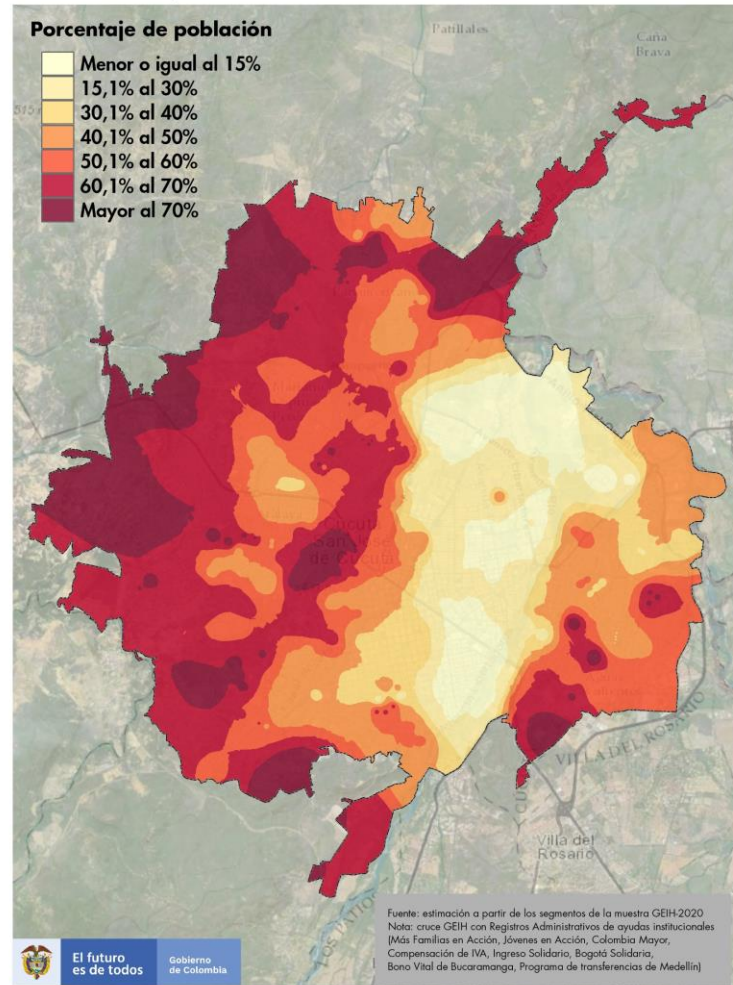 Porcentaje de población
Menor o igual al 15%
15,1% al 30%
30,1% al 40%
40,1% al 50%
50,1% al 60%
60,1% al 70%
Mayor al 70%
Patillales
Caña
Brava
515 m
Cúcuta
San José
de Cúcuta
VILLA DEL ROSARIO
Villa del
Rosario
LOS PATIOS
Fuente: estimación a partir de los segmentos de la muestra GEIH-2020
Nota: cruce GEIH con Registros Administrativos de ayudas institucionales
(Más Familias en Acción, Jóvenes en Acción, Colombia Mayor,
Compensación de IVA, Ingreso Solidario, Bogotá Solidaria,
Bono Vital de Bucaramanga, Programa de transferencias de Medellín)
El futuro
es de todos
Gobierno
de Colombia